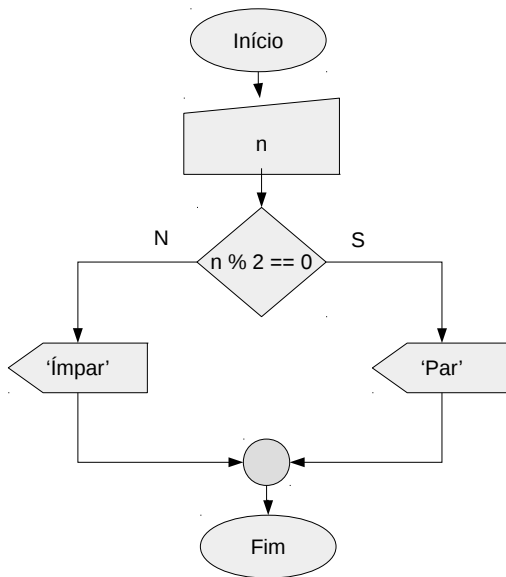 Início
n
N
S
n % 2 == 0
‘Ímpar’
‘Par’
Fim